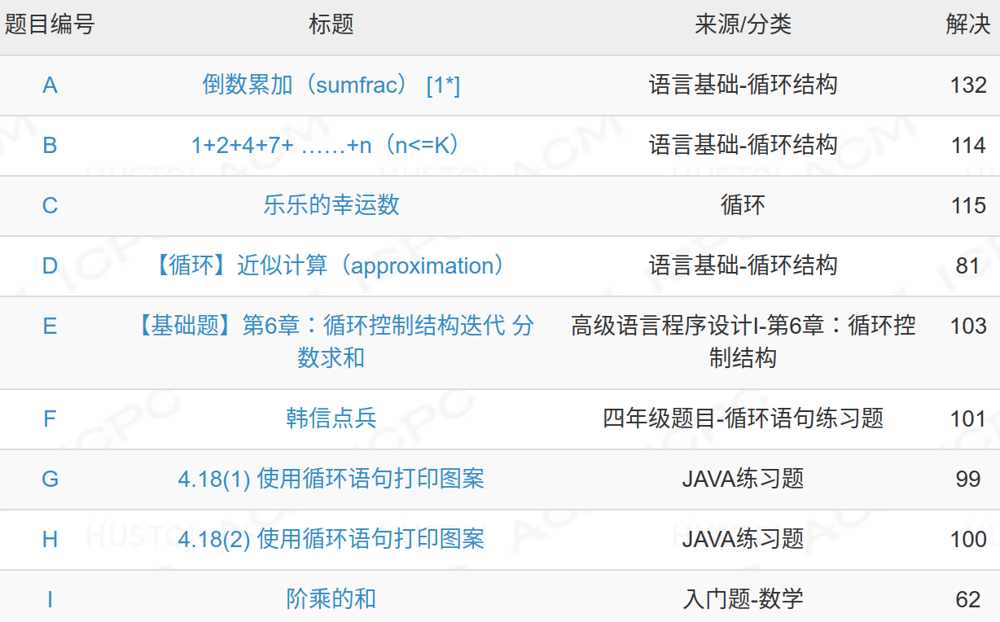 题目编号 标题 来源/分类 解决
A 倒数累加（sumfrac） [1*] 语言基础-循环结构 132
B 1+2+4+7+ ……+n（n<=K） 语言基础-循环结构 114
C 乐乐的幸运数 循环 115
D 【循环】近似计算（approximation） 语言基础-循环结构 81
E 【基础题】第6章：循环控制结构迭代 分 高级语言程序设计I-第6章：循环控 103
数求和 制结构
F 韩信点兵 四年级题目-循环语句练习题 101
G 4.18(1) 使用循环语句打印图案 JAVA练习题 99
H 4.18(2) 使用循环语句打印图案 JAVA练习题 100
I 阶乘的和 入门题-数学 62